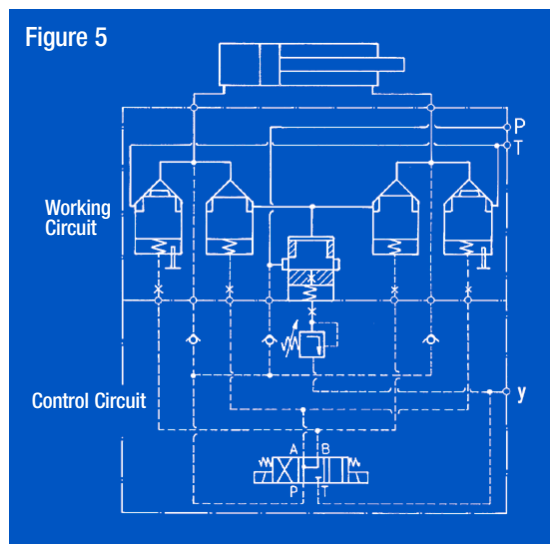 Figure 5
P
T
Working
Circuit
Control Circuit
y
A B
P T